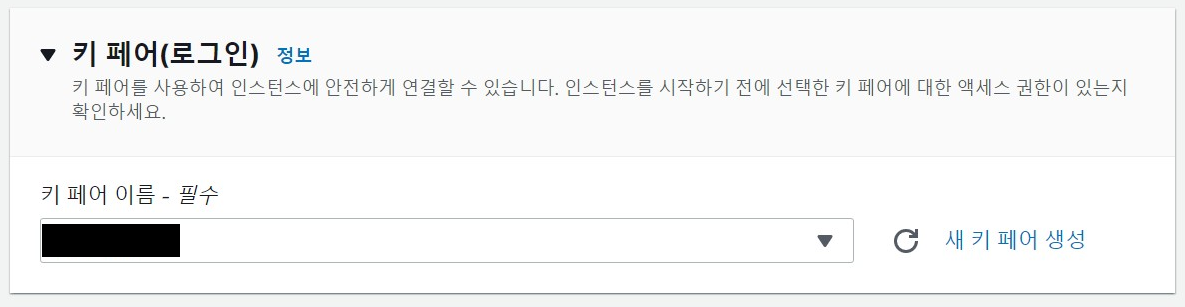 키 페어(로그인) 정보
키 페어를 사용하여 인스턴스에 안전하게 연결할 수 있습니다. 인스턴스를 시작하기 전에 선택한 키 페어에 대한 액세스 권한이 있는지
확인하세요.
키 페어 이름 - 필수
새 키 페어 생성